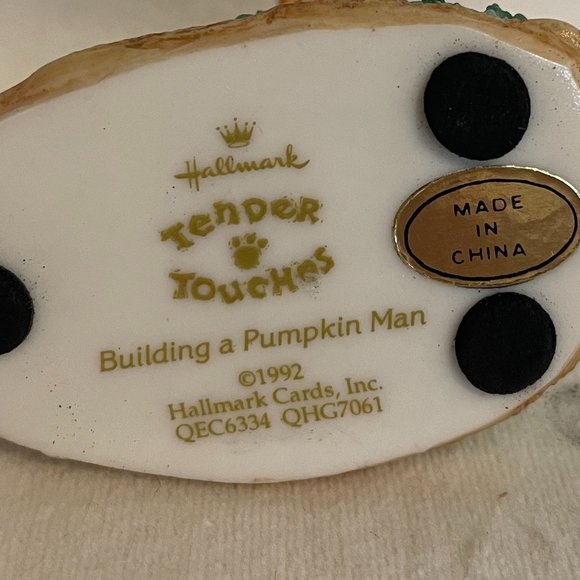 Hallmark
TENDER
TOUCHES
Building a Pumpkin Man
©1992
Hallmark Cards, Inc.
QEC6334 QHG7061
MADE
IN
CHINA